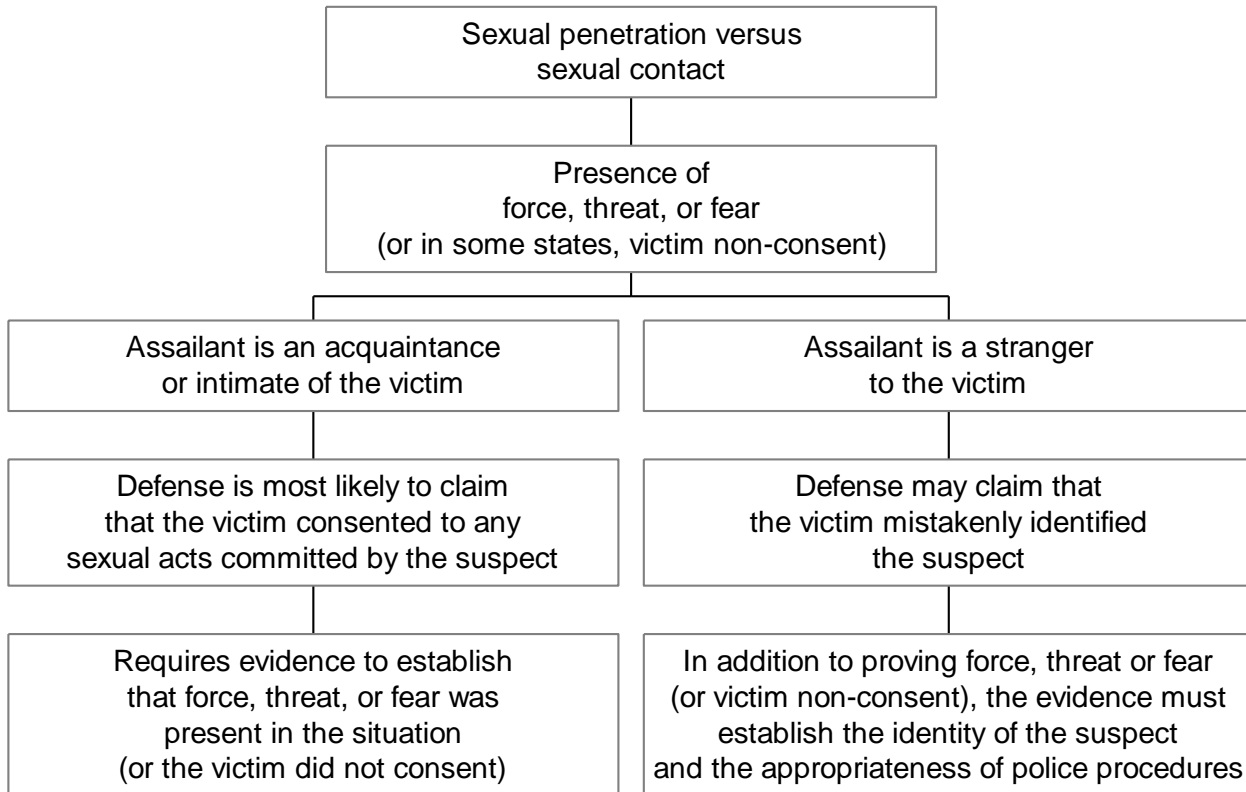 Sexual penetration versus
sexual contact
Presence of
force, threat, or fear
(or in some states, victim non-consent)
Assailant is an acquaintance
or intimate of the victim
Assailant is a stranger
to the victim
Defense is most likely to claim
that the victim consented to any
sexual acts committed by the suspect
Defense may claim that
the victim mistakenly identified
the suspect
Requires evidence to establish
that force, threat, or fear was
present in the situation
(or the victim did not consent)
In addition to proving force, threat or fear
(or victim non-consent), the evidence must
establish the identity of the suspect
and the appropriateness of police procedures